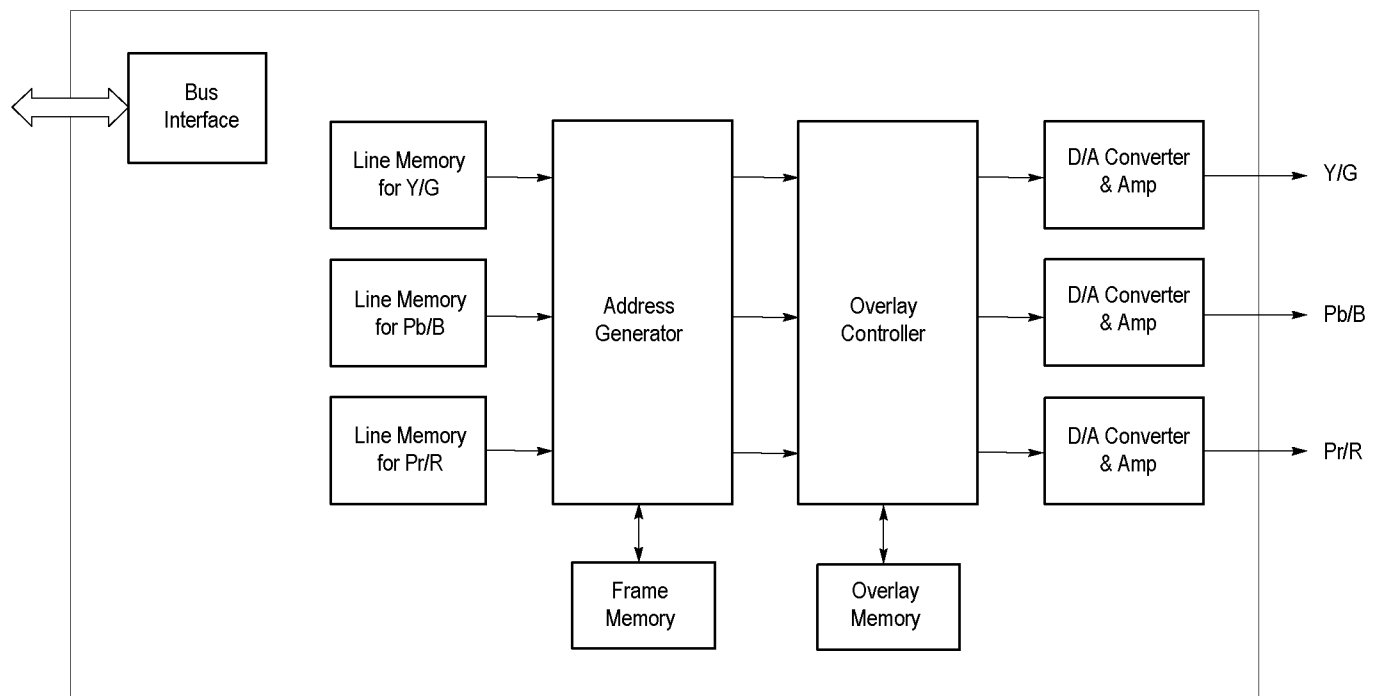 Bus
Interface
Line Memory
for Y/G
D/A Converter
& Amp
Y/G
Line Memory
for Pb/B
Address
Generator
Overlay
Controller
D/A Converter
& Amp
Pb/B
Line Memory
for Pr/R
D/A Converter
& Amp
Pr/R
Frame
Memory
Overlay
Memory